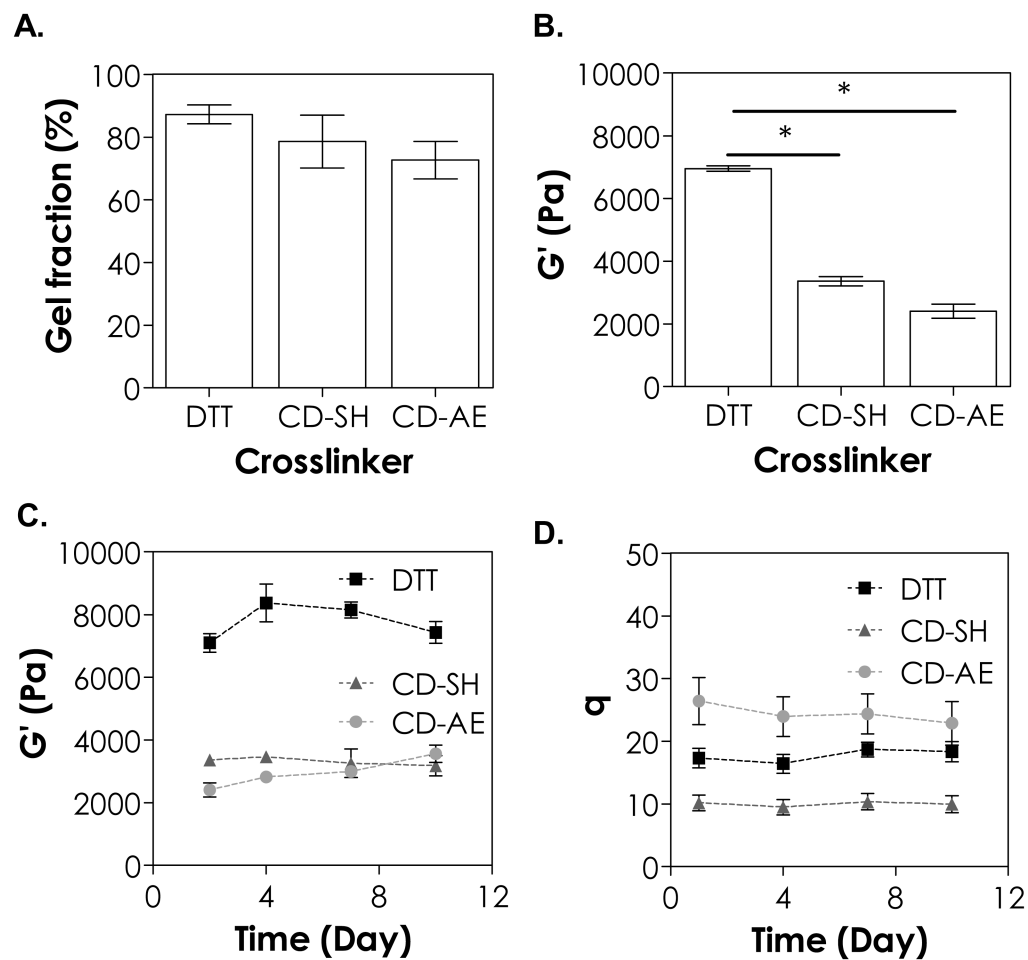 A.
Gel fraction (%)
100
80
60
40
20
0
DTT CD-SH CD-AE
Crosslinker
B.
G' (Pa)
10000
8000
6000
4000
2000
0
*
*
DTT CD-SH CD-AE
Crosslinker
C.
G' (Pa)
10000
8000
6000
4000
2000
0
DTT
CD-SH
CD-AE
0 4 8 12
Time (Day)
D.
q
50
40
30
20
10
0
DTT
CD-SH
CD-AE
0 4 8 12
Time (Day)